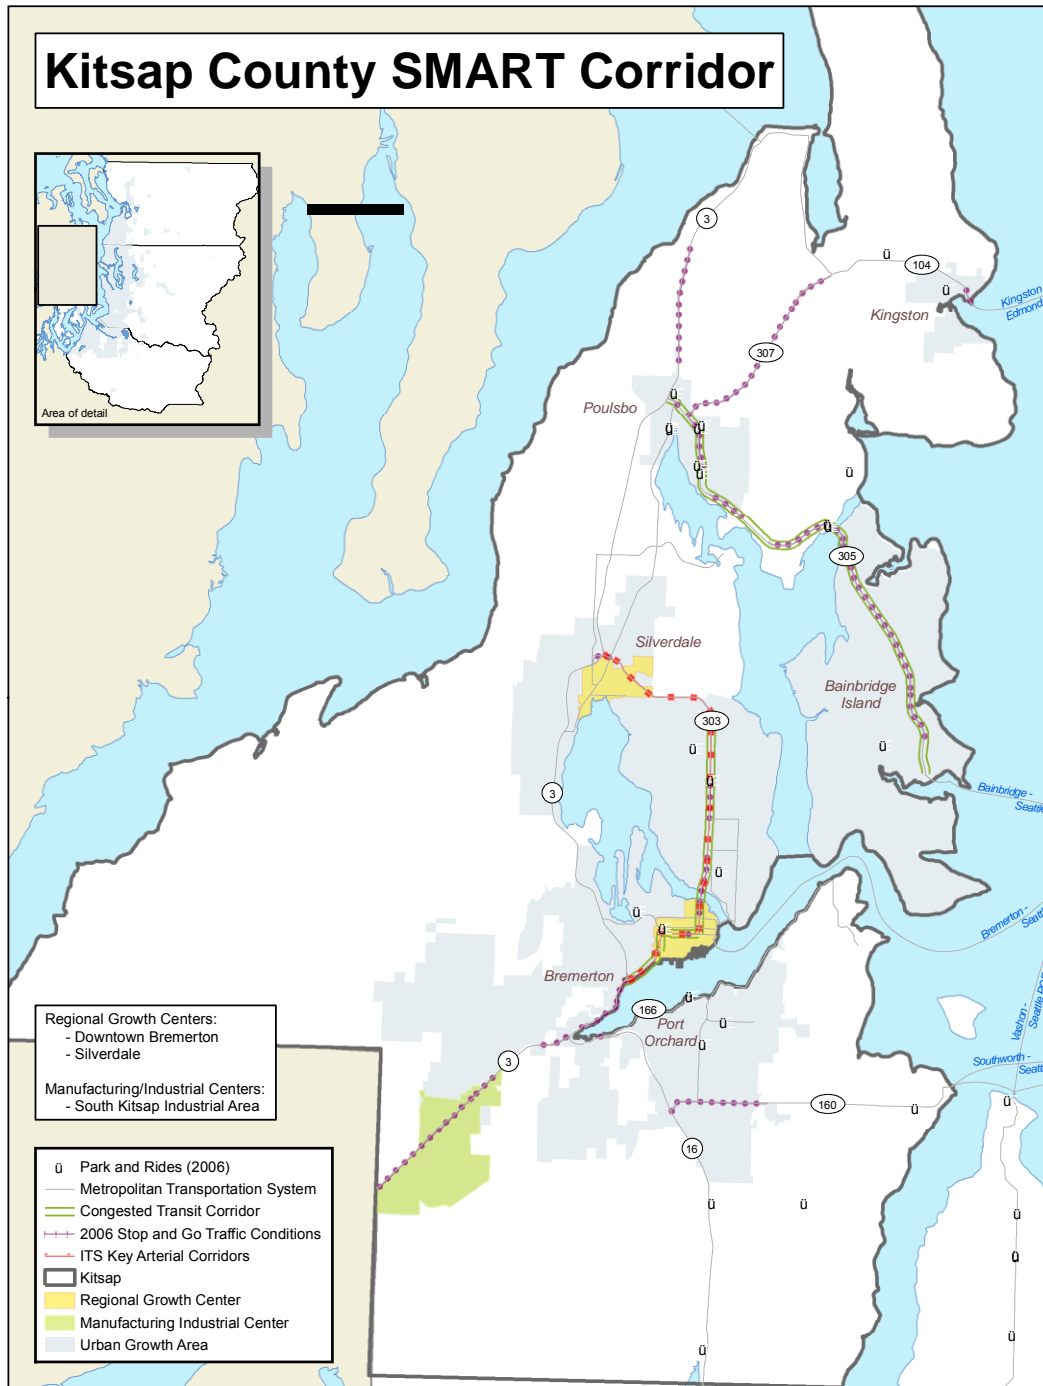 Kitsap County SMART Corridor
Area of detail
3
104
Kingston
Edmond
Kingston
307
Poulsbo
305
Silverdale
Bainbridge
Island
303
3
Bainbridge -
Seattle
Bremerton -
Seattl
Bremerton
166
Port
Orchard
Vashon -
Southworth -
Seatt
3
160
16
Regional Growth Centers:
- Downtown Bremerton
- Silverdale
Manufacturing/Industrial Centers:
- South Kitsap Industrial Area
ü Park and Rides (2006)
Metropolitan Transportation System
Congested Transit Corridor
2006 Stop and Go Traffic Conditions
ITS Key Arterial Corridors
Kitsap
Regional Growth Center
Manufacturing Industrial Center
Urban Growth Area